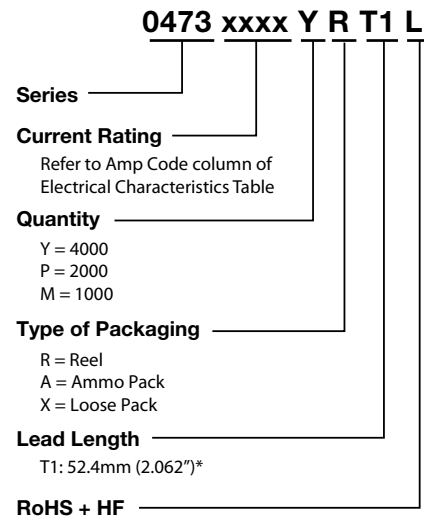 0473 xxxx Y R T1 L
Series
Current Rating
Refer to Amp Code column of
Electrical Characteristics Table
Quantity
Y = 4000
P = 2000
M = 1000
Type of Packaging
R = Reel
A = Ammo Pack
X = Loose Pack
Lead Length
T1: 52.4mm (2.062″)*
RoHS + HF